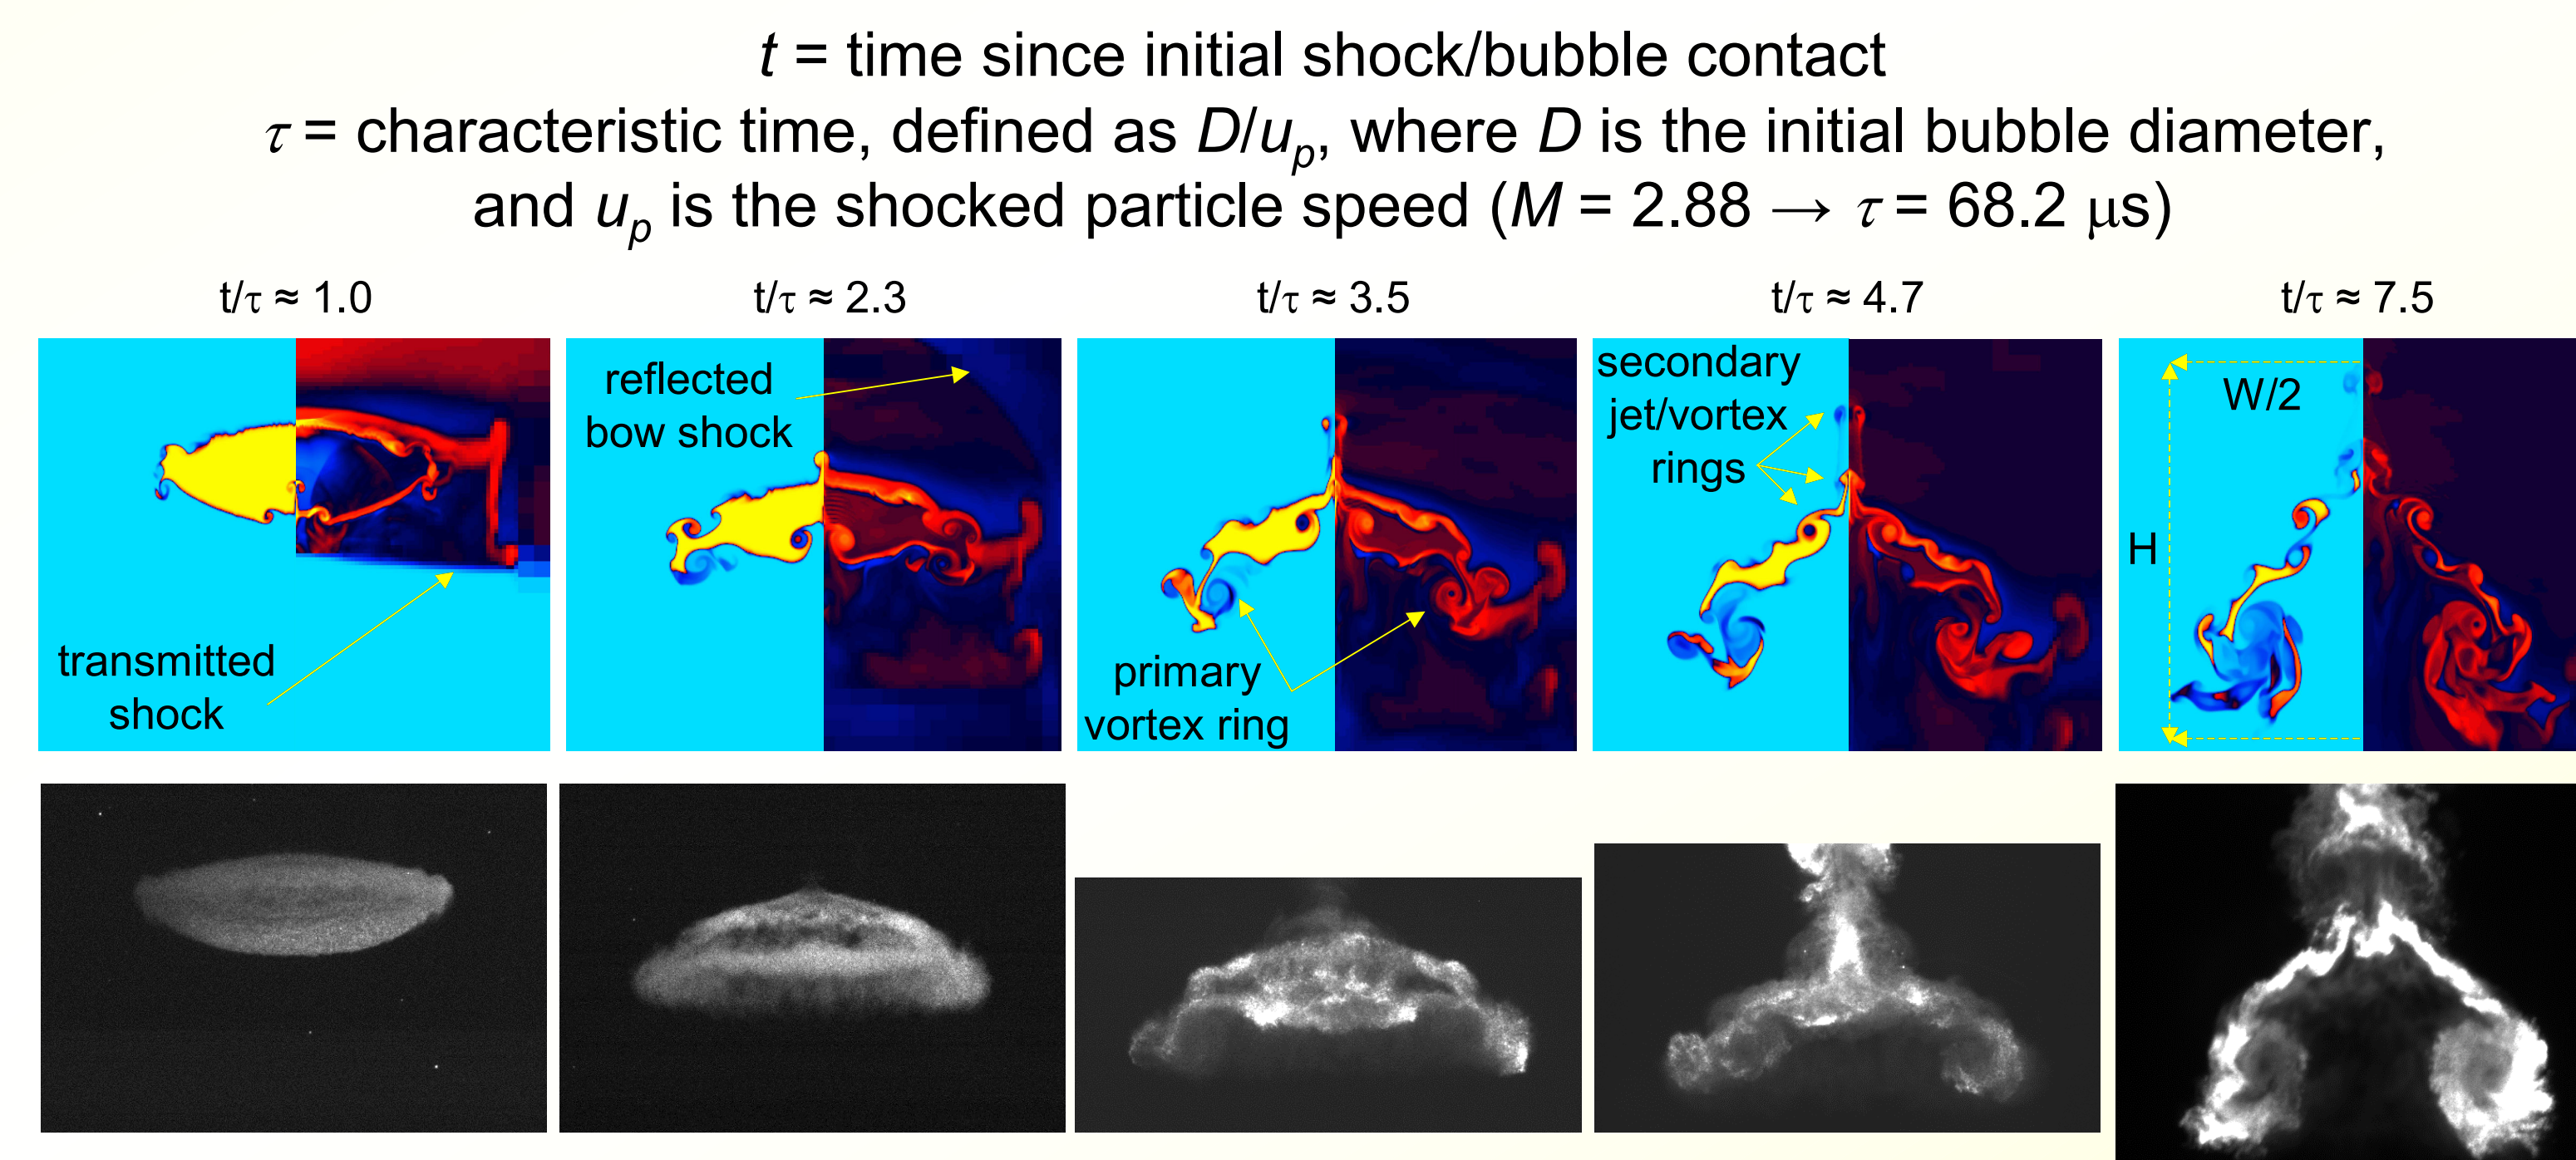 t = time since initial shock/bubble contact
τ = characteristic time, defined as D/uₚ, where D is the initial bubble diameter,
and uₚ is the shocked particle speed (M = 2.88 → τ = 68.2 μs)
t/τ ≈ 1.0
t/τ ≈ 2.3
t/τ ≈ 3.5
t/τ ≈ 4.7
t/τ ≈ 7.5
transmitted
shock
reflected
bow shock
primary
vortex ring
secondary
jet/vortex
rings
W/2
H